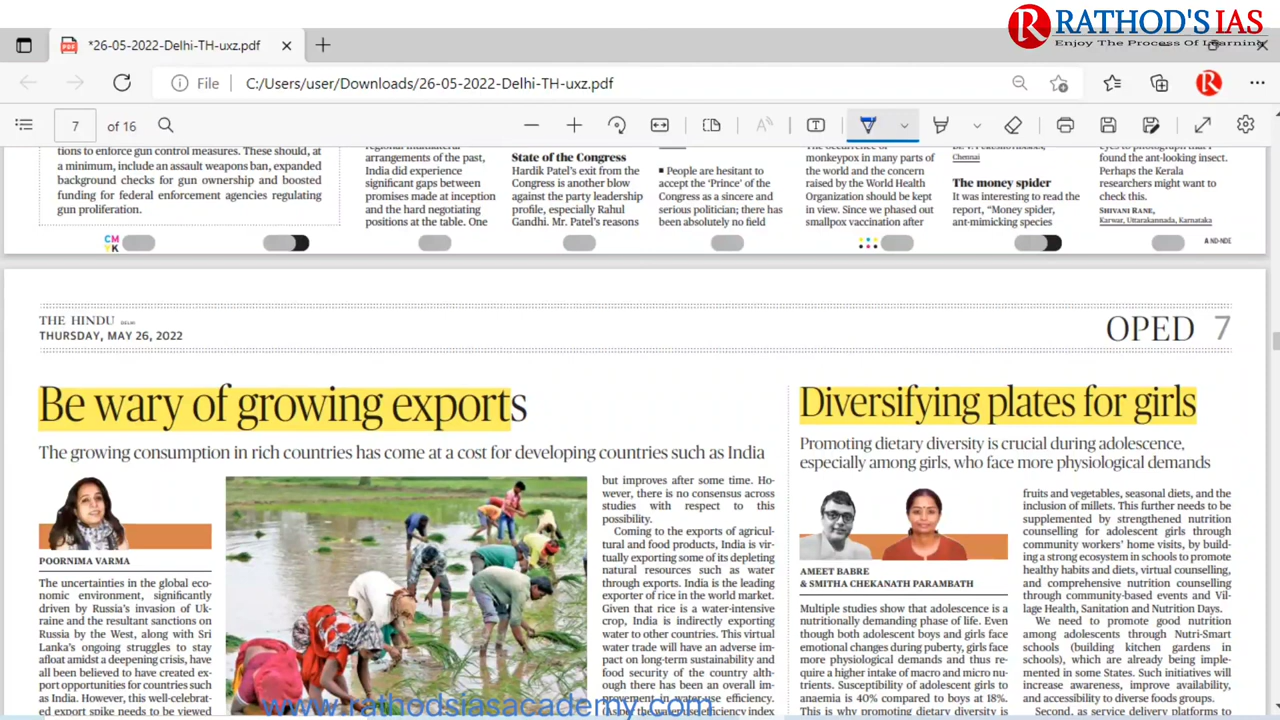 RATHOD'S IAS
Enjoy The Process Of Learning
*26-05-2022-Delhi-TH-uxz.pdf
File
C:/Users/user/Downloads/26-05-2022-Delhi-TH-uxz.pdf
7 of 16
tions to enforce gun control measures. These should, at
a minimum, include an assault weapons ban, expanded
background checks for gun ownership and boosted
funding for federal enforcement agencies regulating
gun proliferation.
arrangements of the past,
India did experience
significant gaps between
promises made at inception
and the hard negotiating
positions at the table. One
State of the Congress
Hardik Patel's exit from the
Congress is another blow
against the party leadership
profile, especially Rahul
Gandhi. Mr. Patel's reasons
▪ People are hesitant to
accept the 'Prince' of the
Congress as a sincere and
serious politician; there has
been absolutely no field
monkeypox in many parts of
the world and the concern
raised by the World Health
Organization should be kept
in view. Since we phased out
smallpox vaccination after
Chennai
The money spider
It was interesting to read the
report, "Money spider,
ant-mimicking species
found the ant-looking insect.
Perhaps the Kerala
researchers might want to
check this.
SHIVANI RANE,
Karwar, Uttarakannada, Karnataka
CM
YK
A ND-NDE
THE HINDU DELHI
THURSDAY, MAY 26, 2022
OPED 7
Be wary of growing exports
The growing consumption in rich countries has come at a cost for developing countries such as India
POORNIMA VARMA
The uncertainties in the global eco-
nomic environment, significantly
driven by Russia's invasion of Uk-
raine and the resultant sanctions on
Russia by the West, along with Sri
Lanka's ongoing struggles to stay
afloat amidst a deepening crisis, have
all been believed to have created ex-
port opportunities for countries such
as India. However, this well-celebrat-
ed export spike needs to be viewed
but improves after some time. Ho-
wever, there is no consensus across
studies with respect to this
possibility.
Coming to the exports of agricul-
tural and food products, India is vir-
tually exporting some of its depleting
natural resources such as water
through exports. India is the leading
exporter of rice in the world market.
Given that rice is a water-intensive
crop, India is indirectly exporting
water to other countries. This virtual
water trade will have an adverse im-
pact on long-term sustainability and
food security of the country alth-
ough there has been an overall im-
provement in water use efficiency.
(As per the water-use efficiency index
Diversifying plates for girls
Promoting dietary diversity is crucial during adolescence,
especially among girls, who face more physiological demands
AMEET BABRE
& SMITHA CHEKANATH PARAMBATH
Multiple studies show that adolescence is a
nutritionally demanding phase of life. Even
though both adolescent boys and girls face
emotional changes during puberty, girls face
more physiological demands and thus re-
quire a higher intake of macro and micro nu-
trients. Susceptibility of adolescent girls to
anaemia is 40% compared to boys at 18%.
This is why promoting dietary diversity is
fruits and vegetables, seasonal diets, and the
inclusion of millets. This further needs to be
supplemented by strengthened nutrition
counselling for adolescent girls through
community workers' home visits, by build-
ing a strong ecosystem in schools to promote
healthy habits and diets, virtual counselling,
and comprehensive nutrition counselling
through community-based events and Vil-
lage Health, Sanitation and Nutrition Days.
We need to promote good nutrition
among adolescents through Nutri-Smart
schools (building kitchen gardens in
schools), which are already being imple-
mented in some States. Such initiatives will
increase awareness, improve availability,
and accessibility to diverse foods groups.
Second, as service delivery platforms to
www.rathodiasacademy.com